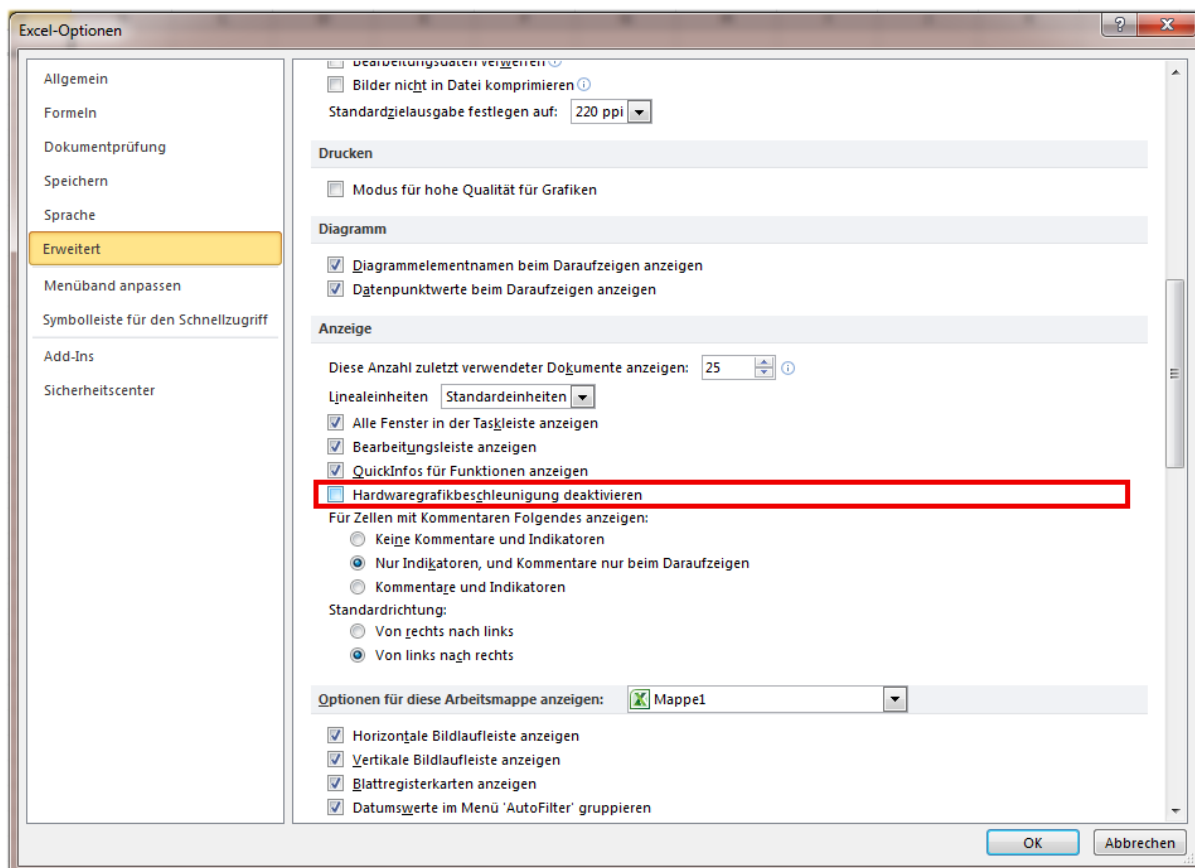 Excel-Optionen
Allgemein
Formeln
Dokumentprüfung
Speichern
Sprache
Erweitert
Menüband anpassen
Symbolleiste für den Schnellzugriff
Add-Ins
Sicherheitscenter
Bearbeitungsdaten verwerfen
Bilder nicht in Datei komprimieren
Standardzielausgabe festlegen auf: 220 ppi
Drucken
Modus für hohe Qualität für Grafiken
Diagramm
Diagrammelementnamen beim Daraufzeigen anzeigen
Datenpunktwerte beim Daraufzeigen anzeigen
Anzeige
Diese Anzahl zuletzt verwendeter Dokumente anzeigen: 25
Linealeinheiten Standardeinheiten
Alle Fenster in der Taskleiste anzeigen
Bearbeitungsleiste anzeigen
QuickInfos für Funktionen anzeigen
Hardwaregrafikbeschleunigung deaktivieren
Für Zellen mit Kommentaren Folgendes anzeigen:
Keine Kommentare und Indikatoren
Nur Indikatoren, und Kommentare nur beim Daraufzeigen
Kommentare und Indikatoren
Standardrichtung:
Von rechts nach links
Von links nach rechts
Optionen für diese Arbeitsmappe anzeigen: Mappe1
Horizontale Bildlaufleiste anzeigen
Vertikale Bildlaufleiste anzeigen
Blattregisterkarten anzeigen
Datumswerte im Menü 'AutoFilter' gruppieren
OK Abbrechen